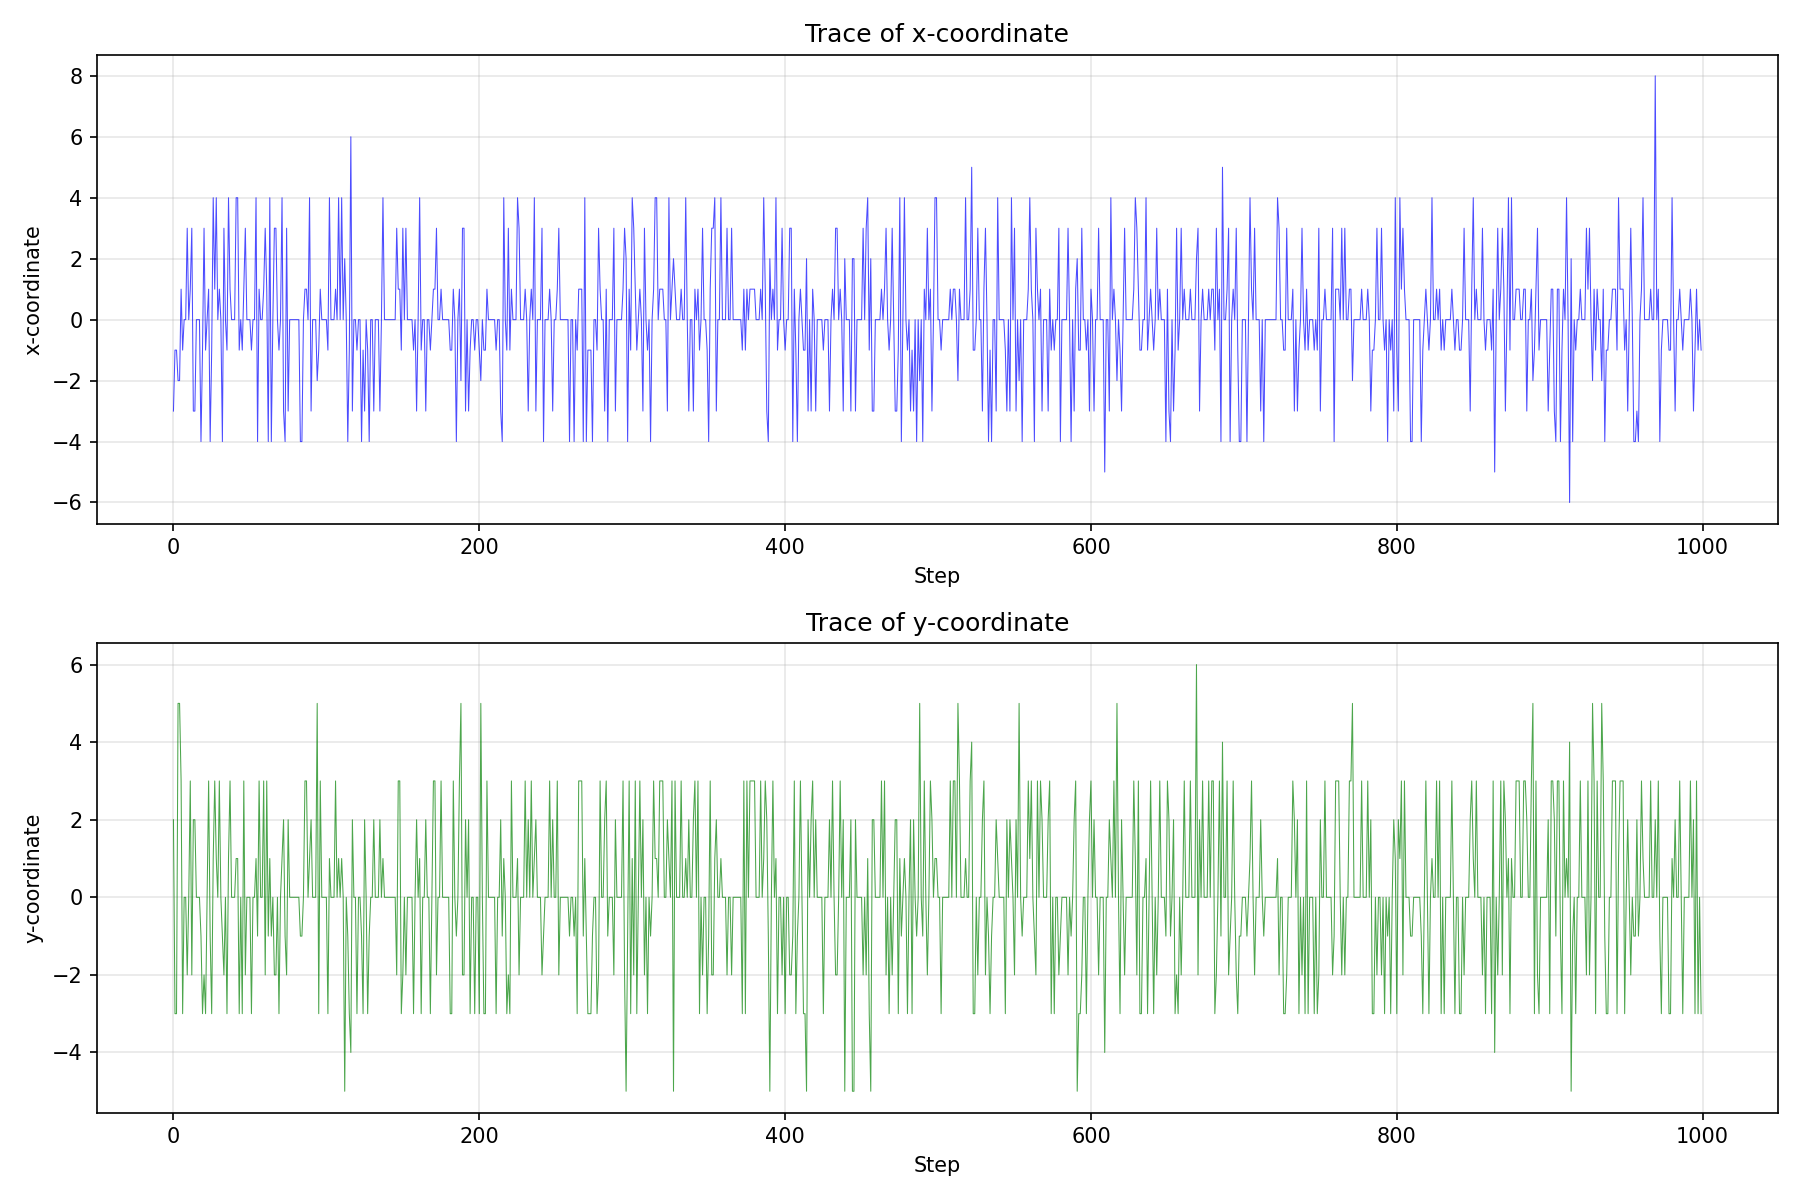 Trace of x-coordinate
8
6
4
2
0
−2
−4
−6
x-coordinate
0 200 400 600 800 1000
Step
Trace of y-coordinate
6
4
2
0
−2
−4
y-coordinate
0 200 400 600 800 1000
Step